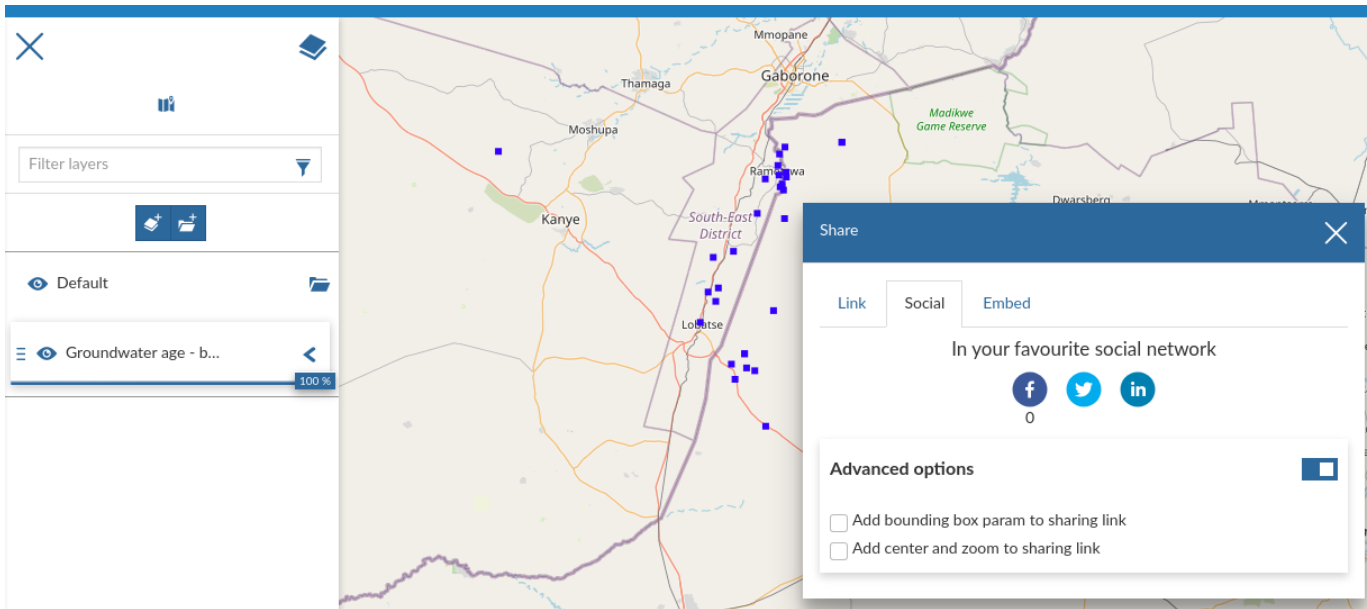 Filter layers
Default
Groundwater age - b...
100 %
Mmopane
Gaborone
Thamaga
Moshupa
Madikwe
Game Reserve
Kanye
South-East
District
Dwarsberg
Lobatse
Share
Link
Social
Embed
In your favourite social network
f
in
0
Advanced options
Add bounding box param to sharing link
Add center and zoom to sharing link